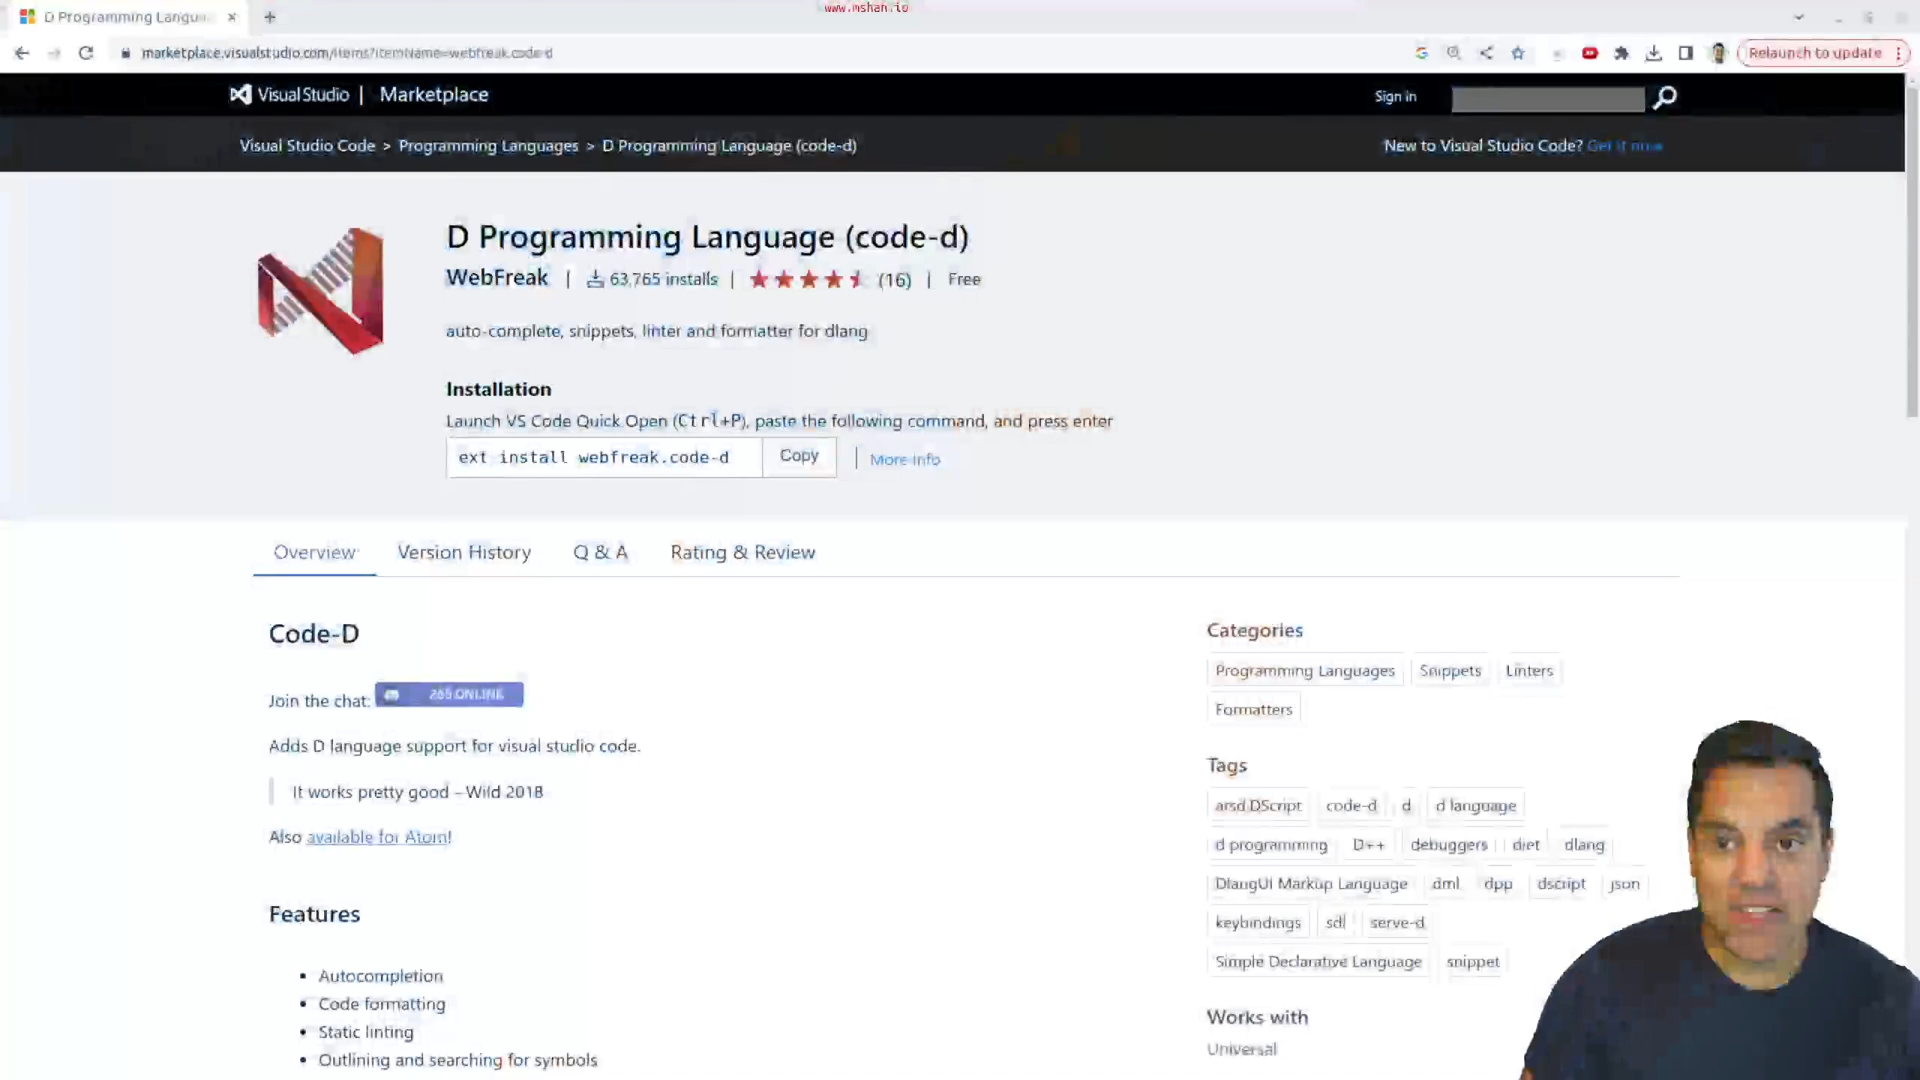 www.mshah.io
D Programming Langu
marketplace.visualstudio.com/items?itemName=webfreak.code-d
Relaunch to update
Visual Studio | Marketplace
Sign in
Visual Studio Code > Programming Languages > D Programming Language (code-d)
New to Visual Studio Code? Get it now
D Programming Language (code-d)
WebFreak | 63,765 installs | (16) | Free
auto-complete, snippets, linter and formatter for dlang
Installation
Launch VS Code Quick Open (Ctrl+P), paste the following command, and press enter
ext install webfreak.code-d
Copy
More Info
Overview
Version History
Q & A
Rating & Review
Code-D
Join the chat: 265 ONLINE
Adds D language support for visual studio code.
It works pretty good – Wild 2018
Also available for Atom!
Features
• Autocompletion
• Code formatting
• Static linting
• Outlining and searching for symbols
Categories
Programming Languages Snippets Linters
Formatters
Tags
arsd DScript code-d d d language
d programming D++ debuggers diet dlang
DlangUI Markup Language dml dpp dscript json
keybindings sdl serve-d
Simple Declarative Language snippet
Works with
Universal